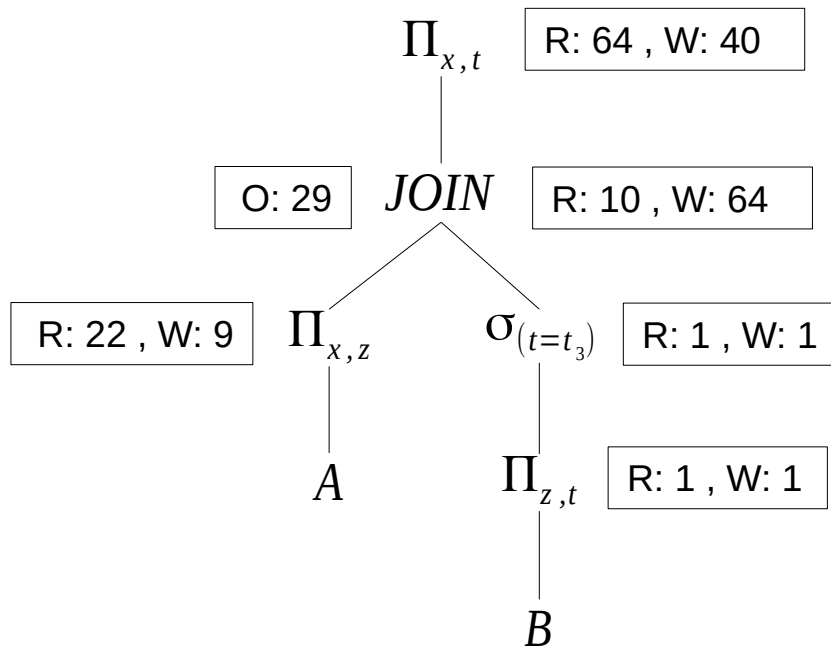 Π x , t R: 64 , W: 40
O: 29 JOIN R: 10 , W: 64
R: 22 , W: 9 Π x , z σ (t=t₃) R: 1 , W: 1
A Π z , t R: 1 , W: 1
B